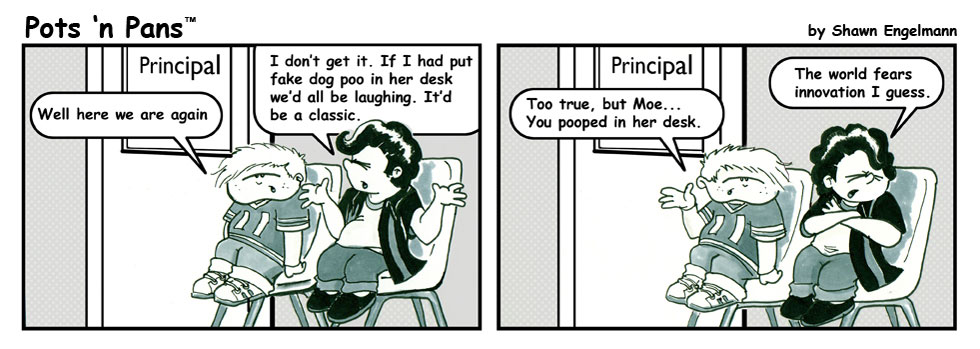 Pots 'n Pans™
by Shawn Engelmann
Principal
Well here we are again
I don't get it. If I had put
fake dog poo in her desk
we'd all be laughing. It'd
be a classic.
Principal
Too true, but Moe...
You pooped in her desk.
The world fears
innovation I guess.
11
11